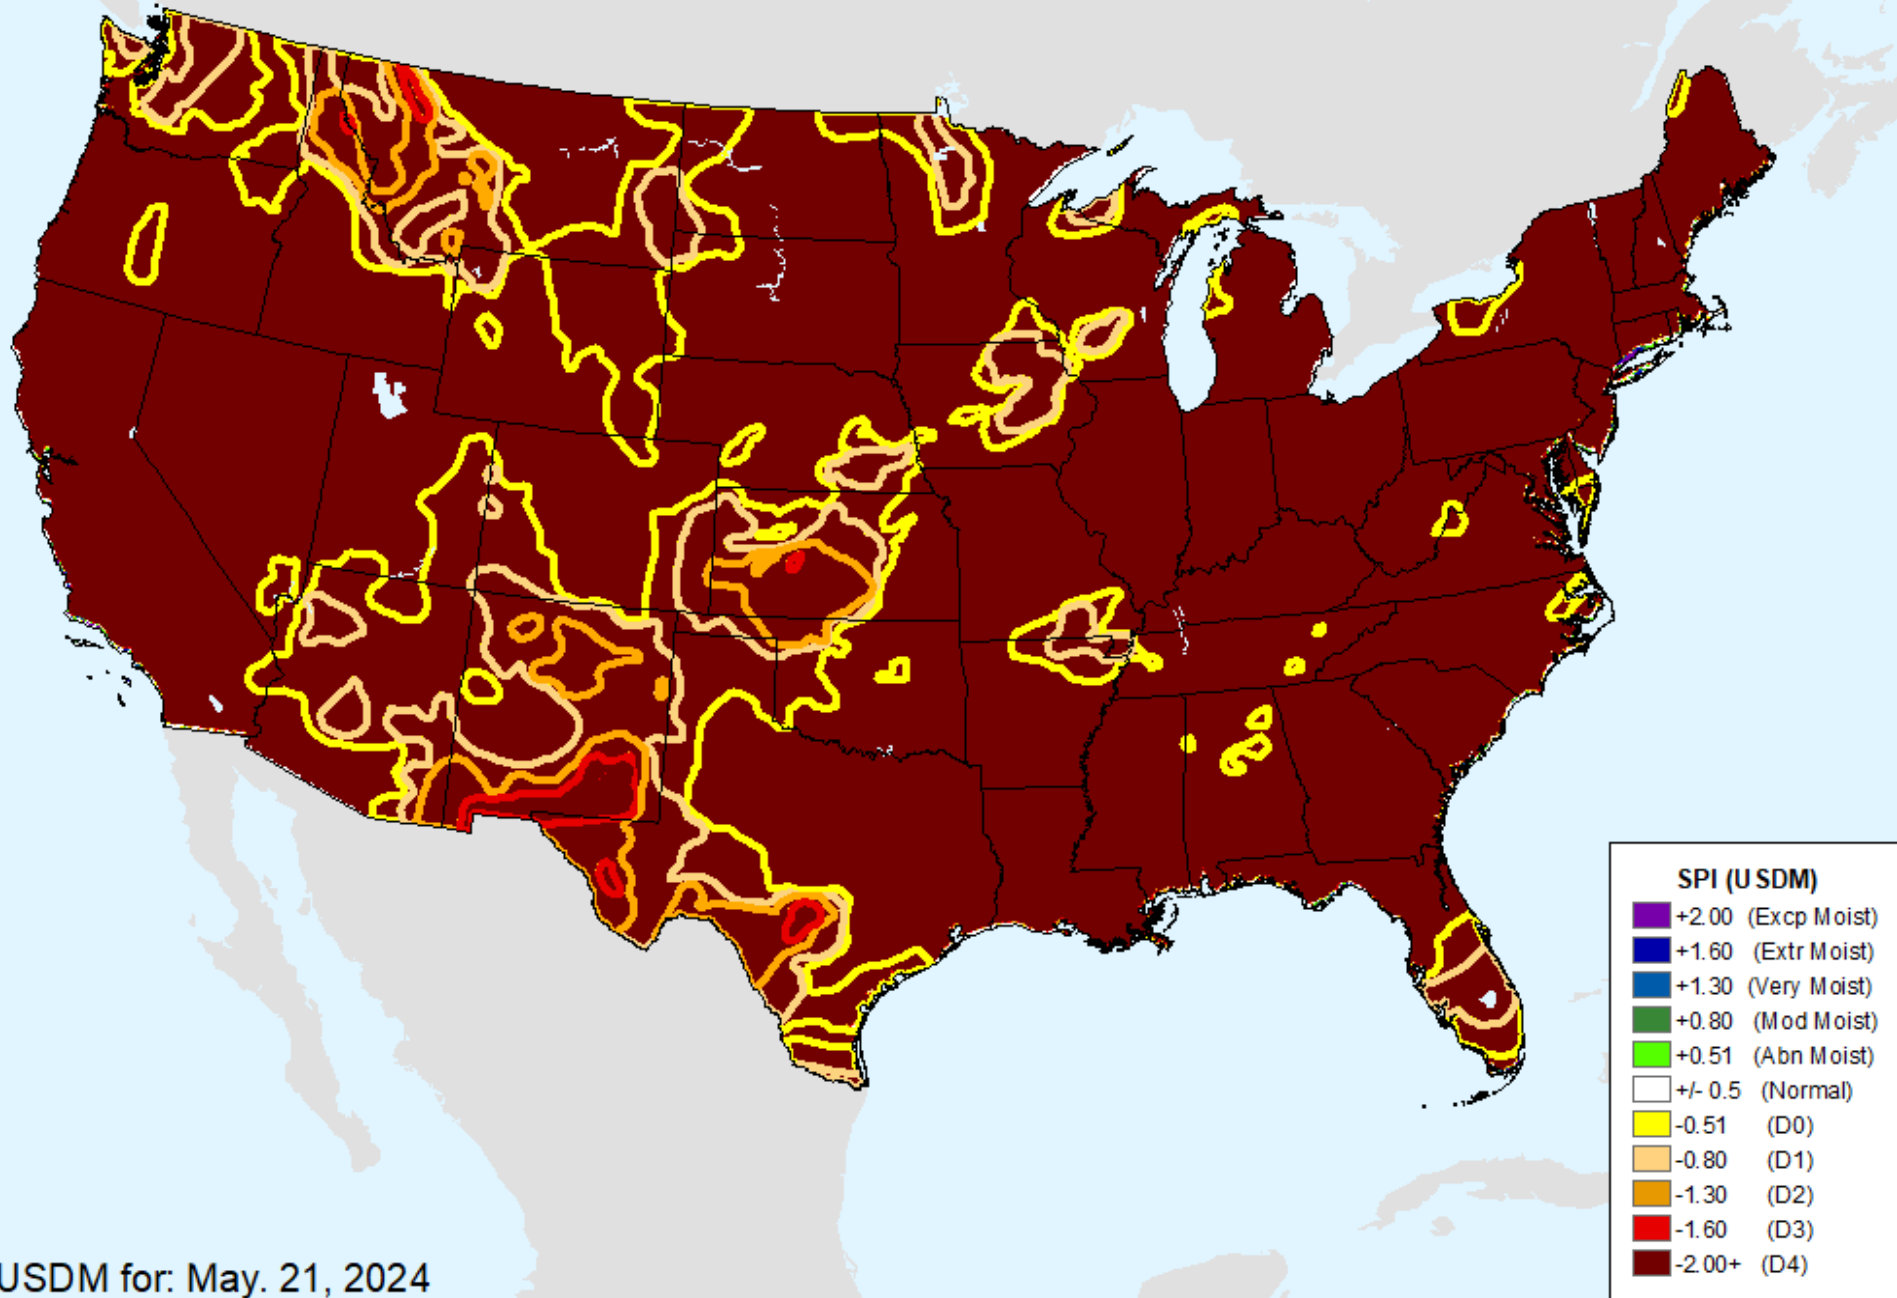 SPI (USDM)
+2.00 (Excp Moist)
+1.60 (Extr Moist)
+1.30 (Very Moist)
+0.80 (Mod Moist)
+0.51 (Abn Moist)
+/- 0.5 (Normal)
-0.51 (D0)
-0.80 (D1)
-1.30 (D2)
-1.60 (D3)
-2.00+ (D4)
USDM for: May. 21, 2024